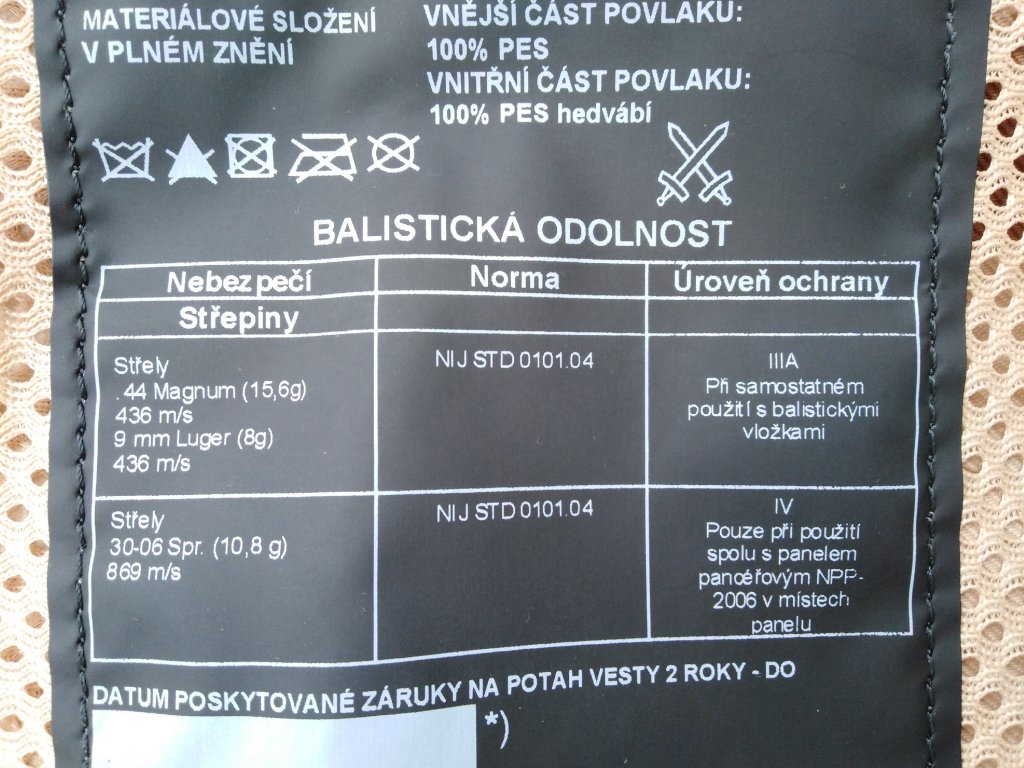 MATERIÁLOVÉ SLOŽENÍ
V PLNÉM ZNĚNÍ
VNĚJŠÍ ČÁST POVLAKU:
100% PES
VNITŘNÍ ČÁST POVLAKU:
100% PES hedvábí
BALISTICKÁ ODOLNOST
Nebezpečí Norma Úroveň ochrany
Střepiny
Střely
.44 Magnum (15,6g)
436 m/s
9 mm Luger (8g)
436 m/s
NIJ STD 0101.04
IIIA
Při samostatném
použití s balistickými
vložkami
Střely
30-06 Spr. (10,8 g)
869 m/s
NIJ STD 0101.04
IV
Pouze při použití
spolu s panelem
pancéřovým NPP-
2006 v místech
panelu
DATUM POSKYTOVANÉ ZÁRUKY NA POTAH VESTY 2 ROKY - DO
*)